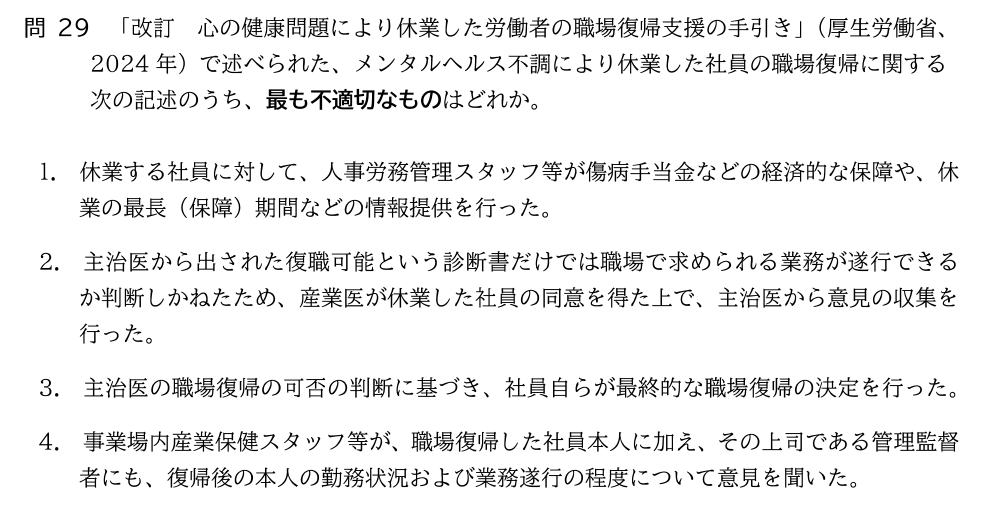 問 29 「改訂 心の健康問題により休業した労働者の職場復帰支援の手引き」（厚生労働省、
2024 年）で述べられた、メンタルヘルス不調により休業した社員の職場復帰に関する
次の記述のうち、最も不適切なものはどれか。
1． 休業する社員に対して、人事労務管理スタッフ等が傷病手当金などの経済的な保障や、休
業の最長（保障）期間などの情報提供を行った。
2． 主治医から出された復職可能という診断書だけでは職場で求められる業務が遂行できる
か判断しかねたため、産業医が休業した社員の同意を得た上で、主治医から意見の収集を
行った。
3． 主治医の職場復帰の可否の判断に基づき、社員自らが最終的な職場復帰の決定を行った。
4． 事業場内産業保健スタッフ等が、職場復帰した社員本人に加え、その上司である管理監督
者にも、復帰後の本人の勤務状況および業務遂行の程度について意見を聞いた。